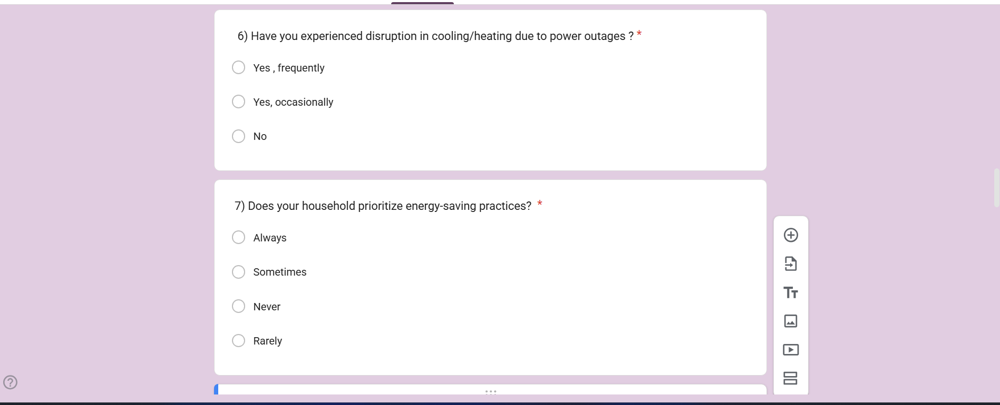 6) Have you experienced disruption in cooling/heating due to power outages ? *
Yes , frequently
Yes, occasionally
No
7) Does your household prioritize energy-saving practices? *
Always
Sometimes
Never
Rarely